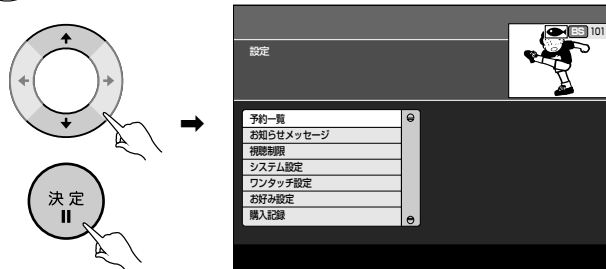 決定
設定
BS 101
予約一覧
お知らせメッセージ
視聴制限
システム設定
ワンタッチ設定
お好み設定
購入記録